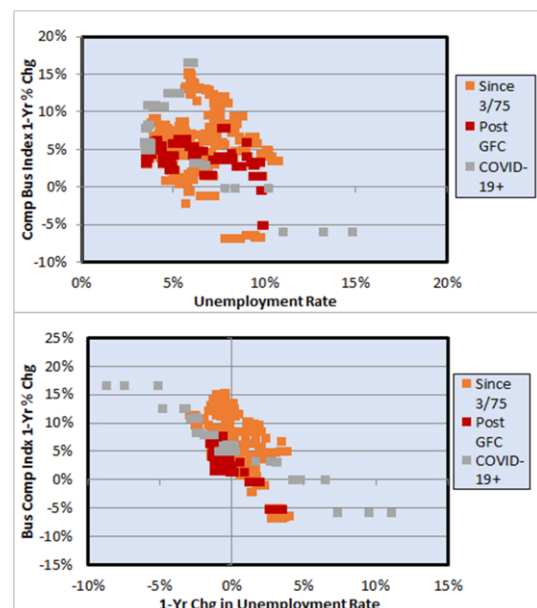 20%
15%
10%
5%
0%
-5%
-10%
Comp Bus Index 1-Yr % Chg
0% 5% 10% 15% 20%
Unemployment Rate
Since
3/75
Post
GFC
COVID-
19+
25%
20%
15%
10%
5%
0%
-5%
-10%
-15%
Bus Comp Indx 1-Yr % Chg
-10% -5% 0% 5% 10% 15%
1-Yr Chg in Unemployment Rate
Since
3/75
Post
GFC
COVID-
19+